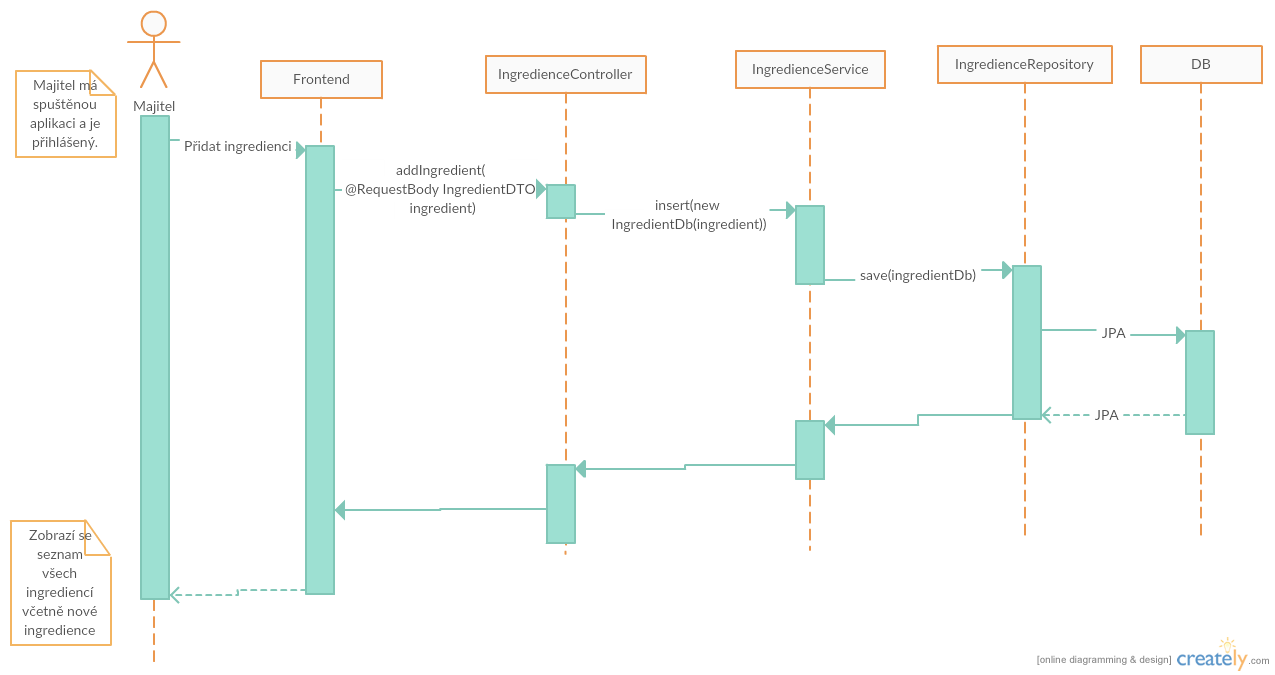 Majitel má
spuštěnou
aplikaci a je
přihlášený.
Majitel
Frontend
IngredienceController
IngredienceService
IngredienceRepository
DB
Přidat ingredienci
addIngredient(
@RequestBody IngredientDTO
ingredient)
insert(new
IngredientDb(ingredient))
save(ingredientDb)
JPA
JPA
Zobrazí se
seznam
všech
ingrediencí
včetně nové
ingredience
[online diagramming & design] creately.com